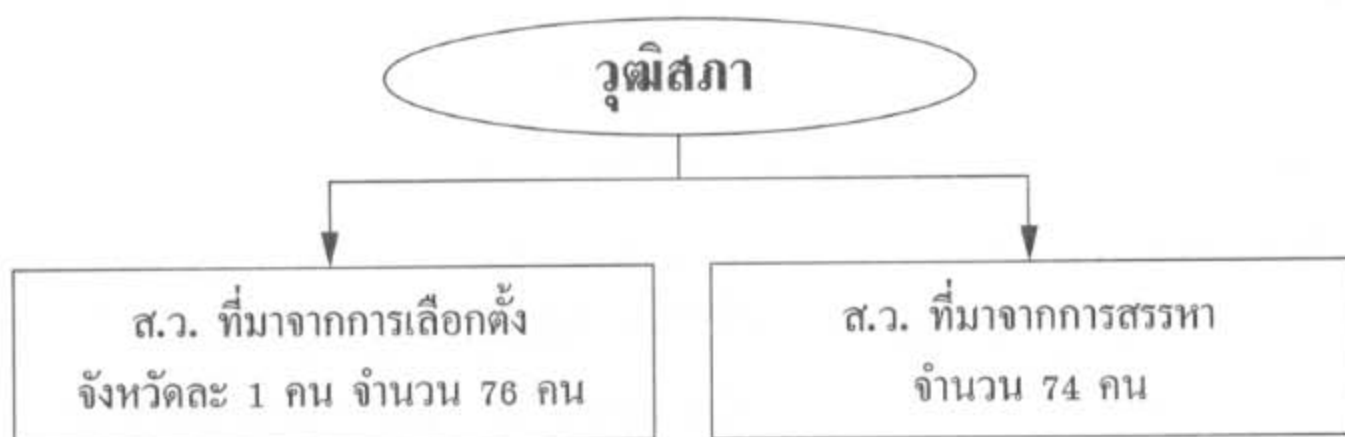 วุฒิสภา
ส.ว. ที่มาจากการเลือกตั้ง
จังหวัดละ 1 คน จำนวน 76 คน
ส.ว. ที่มาจากการสรรหา
จำนวน 74 คน